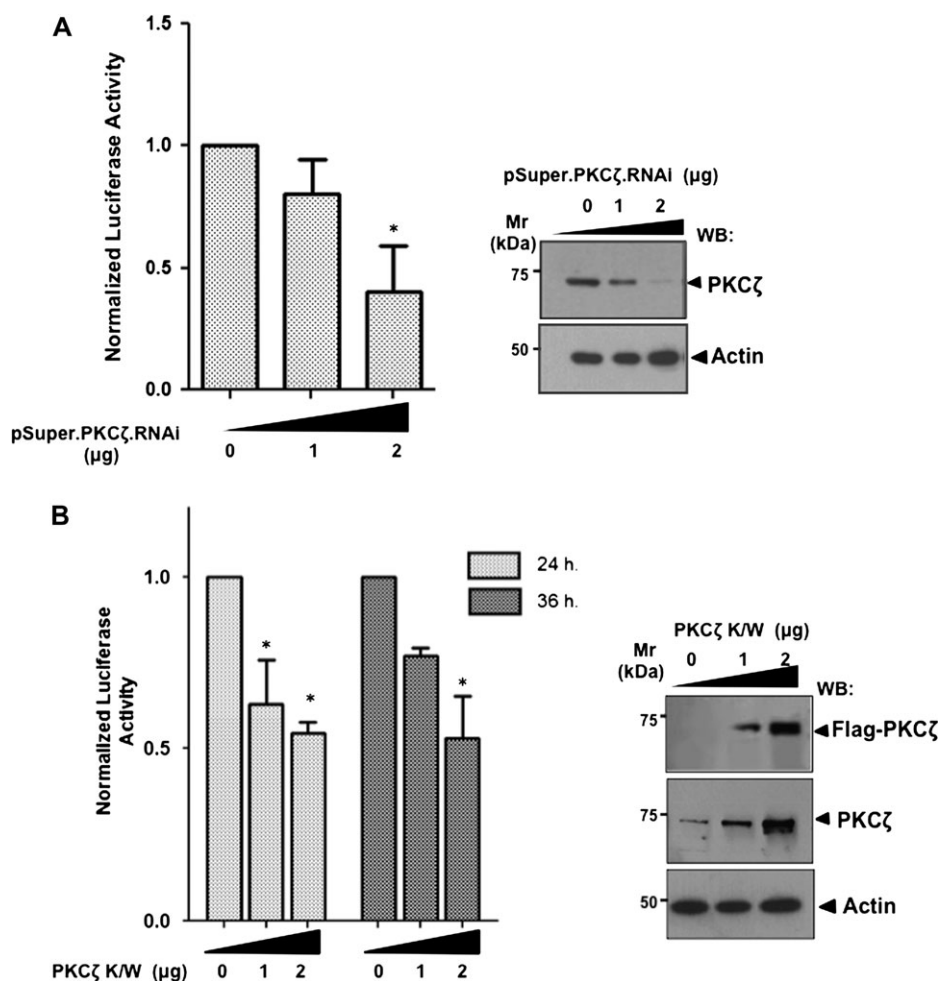 A
1.5
1.0
0.5
0.0
Normalized Luciferase Activity
pSuper.PKCζ.RNAi
(µg)
0 1 2
*
pSuper.PKCζ.RNAi (µg)
0 1 2
Mr
(kDa)
WB:
75
PKCζ
50
Actin
B
1.0
0.5
0.0
Normalized Luciferase
Activity
* * *
24 h.
36 h.
PKCζ K/W (µg)
0 1 2 0 1 2
PKCζ K/W (µg)
Mr
(kDa)
0 1 2
WB:
75
Flag-PKCζ
75
PKCζ
50
Actin